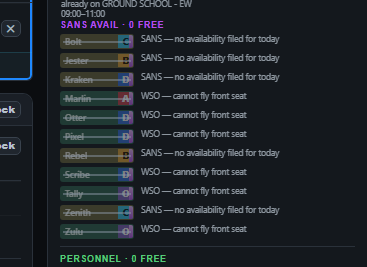 already on GROUND SCHOOL - EW
09:00–11:00
SANS AVAIL · 0 FREE
Bolt C SANS — no availability filed for today
Jester B SANS — no availability filed for today
Kraken D SANS — no availability filed for today
Marlin A WSO — cannot fly front seat
Otter D WSO — cannot fly front seat
Pixel D WSO — cannot fly front seat
Rebel B SANS — no availability filed for today
Scribe D WSO — cannot fly front seat
Tally O WSO — cannot fly front seat
Zenith C SANS — no availability filed for today
Zulu WSO — cannot fly front seat
PERSONNEL · 0 FREE
ock
ock